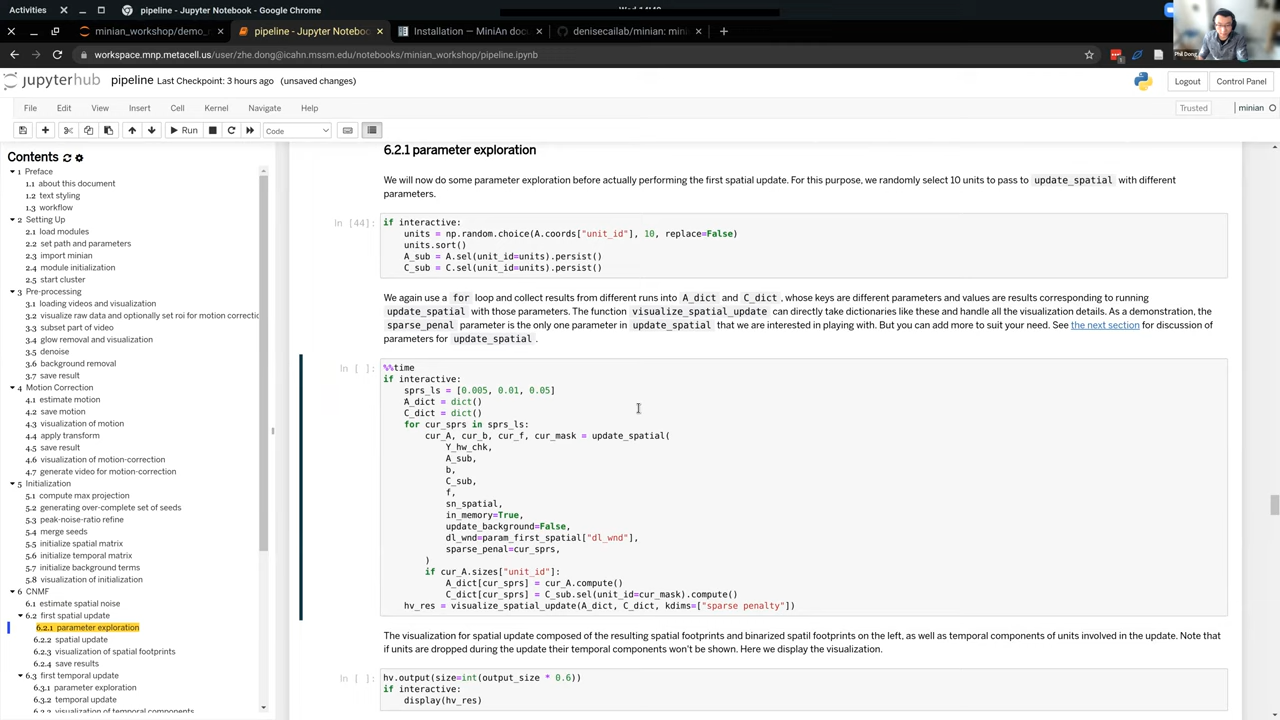 Activities
pipeline - Jupyter Notebook - Google Chrome
minian_workshop/demo_r
pipeline - Jupyter Notebook
Installation — MiniAn docu
denisecailab/minian: mini
workspace.mnp.metacell.us/user/zhe.dong@icahn.mssm.edu/notebooks/minian_workshop/pipeline.ipynb
Phil Dong
jupyterhub pipeline Last Checkpoint: 3 hours ago (unsaved changes)
Logout Control Panel
File Edit View Insert Cell Kernel Navigate Help
Trusted minian
Run Code
Contents
1 Preface
1.1 about this document
1.2 text styling
1.3 workflow
2 Setting Up
2.1 load modules
2.2 set path and parameters
2.3 import minian
2.4 module initialization
2.5 start cluster
3 Pre-processing
3.1 loading videos and visualization
3.2 visualize raw data and optionally set roi for motion correctio
3.3 subset part of video
3.4 glow removal and visualization
3.5 denoise
3.6 background removal
3.7 save result
4 Motion Correction
4.1 estimate motion
4.2 save motion
4.3 visualization of motion
4.4 apply transform
4.5 save result
4.6 visualization of motion-correction
4.7 generate video for motion-correction
5 Initialization
5.1 compute max projection
5.2 generating over-complete set of seeds
5.3 peak-noise-ratio refine
5.4 merge seeds
5.5 initialize spatial matrix
5.6 initialize temporal matrix
5.7 initialize background terms
5.8 visualization of initialization
6 CNMF
6.1 estimate spatial noise
6.2 first spatial update
6.2.1 parameter exploration
6.2.2 spatial update
6.2.3 visualization of spatial footprints
6.2.4 save results
6.3 first temporal update
6.3.1 parameter exploration
6.3.2 temporal update
6.2.1 parameter exploration
We will now do some parameter exploration before actually performing the first spatial update. For this purpose, we randomly select 10 units to pass to update_spatial with different
parameters.
In [44]:
if interactive:
    units = np.random.choice(A.coords["unit_id"], 10, replace=False)
    units.sort()
    A_sub = A.sel(unit_id=units).persist()
    C_sub = C.sel(unit_id=units).persist()
We again use a for loop and collect results from different runs into A_dict and C_dict, whose keys are different parameters and values are results corresponding to running
update_spatial with those parameters. The function visualize_spatial_update can directly take dictionaries like these and handle all the visualization details. As a demonstration, the
sparse_penal parameter is the only one parameter in update_spatial that we are interested in playing with. But you can add more to suit your need. See the next section for discussion of
parameters for update_spatial.
In [ ]:
%%time
if interactive:
    sprs_ls = [0.005, 0.01, 0.05]
    A_dict = dict()
    C_dict = dict()
    for cur_sprs in sprs_ls:
        cur_A, cur_b, cur_f, cur_mask = update_spatial(
            Y_hw_chk,
            A_sub,
            b,
            C_sub,
            f,
            sn_spatial,
            in_memory=True,
            update_background=False,
            dl_wnd=param_first_spatial["dl_wnd"],
            sparse_penal=cur_sprs,
        )
        if cur_A.sizes["unit_id"]:
            A_dict[cur_sprs] = cur_A.compute()
            C_dict[cur_sprs] = C_sub.sel(unit_id=cur_mask).compute()
    hv_res = visualize_spatial_update(A_dict, C_dict, kdims=["sparse penalty"])
The visualization for spatial update composed of the resulting spatial footprints and binarized spatil footprints on the left, as well as temporal components of units involved in the update. Note that
if units are dropped during the update their temporal components won't be shown. Here we display the visualization.
In [ ]:
hv.output(size=int(output_size * 0.6))
if interactive:
    display(hv_res)